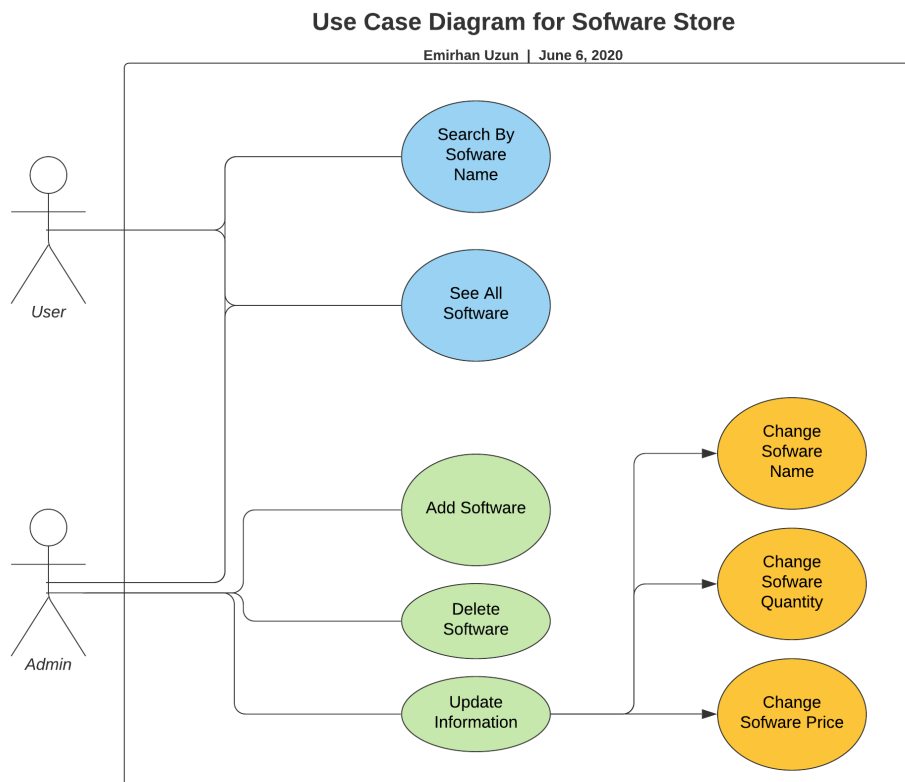 Use Case Diagram for Sofware Store
Emirhan Uzun | June 6, 2020
Search By
Sofware
Name
User
See All
Software
Change
Sofware
Name
Add Software
Change
Sofware
Quantity
Delete
Software
Admin
Update
Information
Change
Sofware Price